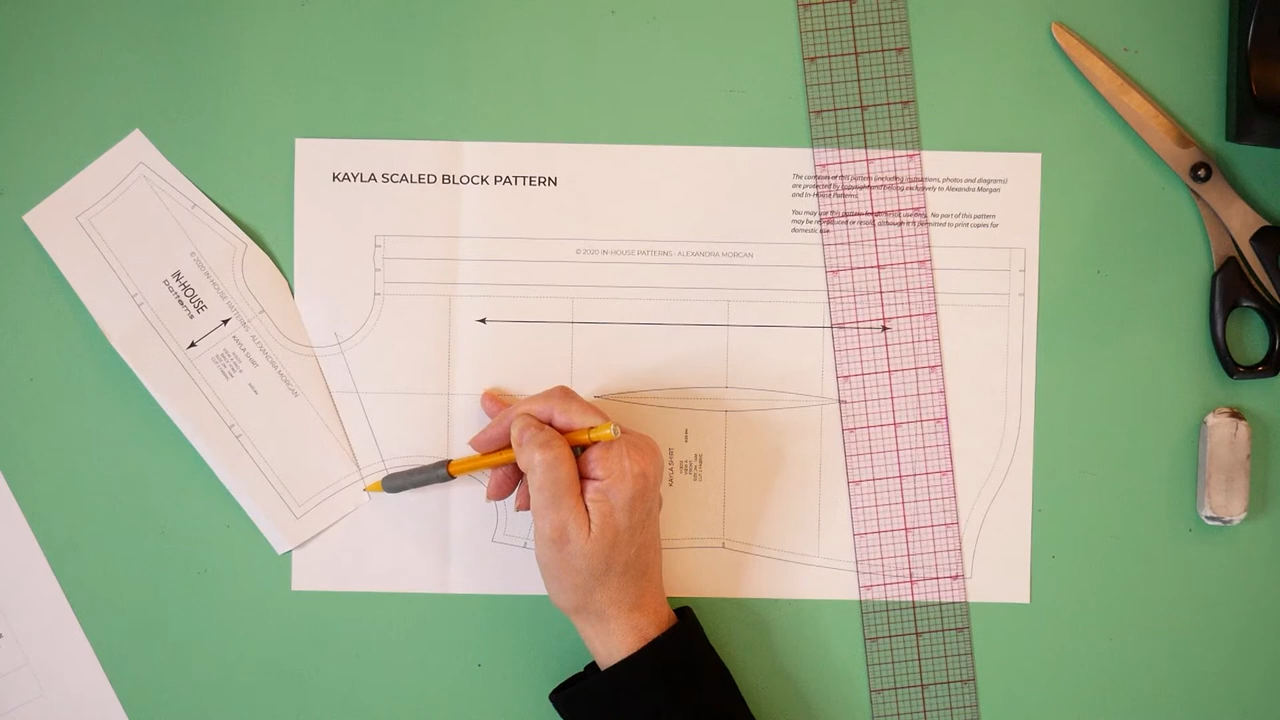 KAYLA SCALED BLOCK PATTERN
The contents of this pattern (including instructions, photos and diagrams)
are protected by copyright and belong exclusively to Alexandra Morgan
and In-House Patterns.
You may use this pattern for domestic use only. No part of this pattern
may be reproduced or resold, although it is permitted to print copies for
domestic use.
© 2020 IN-HOUSE PATTERNS - ALEXANDRA MORGAN
© 2020 IN-HOUSE PATTERNS - ALEXANDRA MORGAN
IN-HOUSE
patterns
KAYLA SHIRT
KAYLA SHIRT